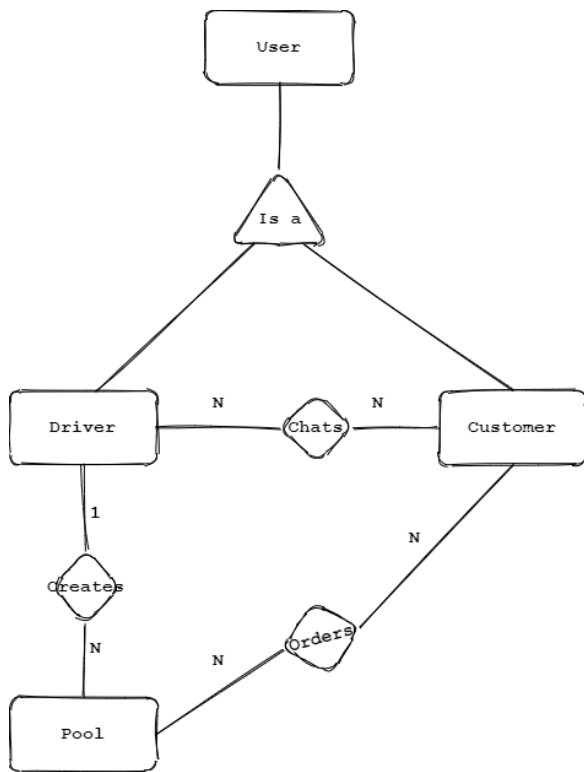 User
Is a
N
N
Driver
Chats
Customer
1
N
Creates
Orders
N
N
Pool